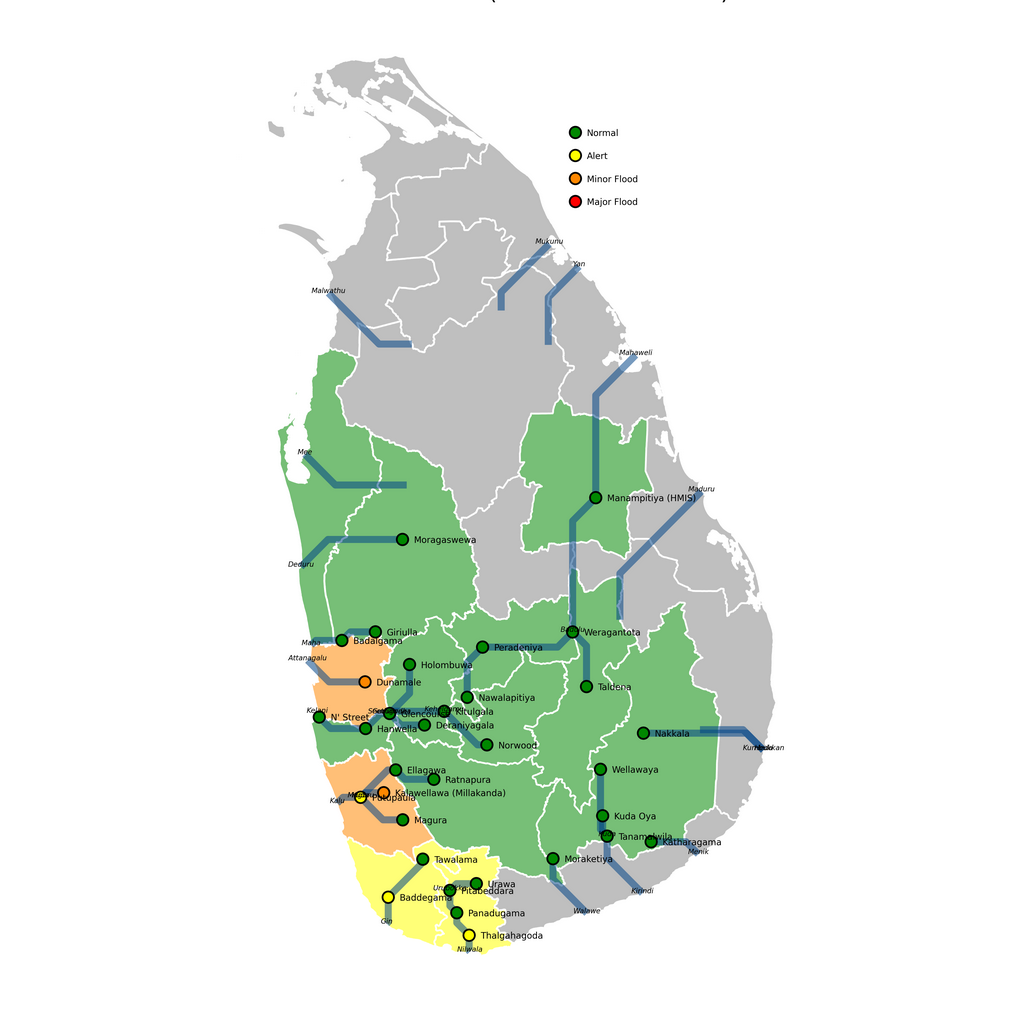 Normal
Alert
Minor Flood
Major Flood
Mukunu
Yan
Malwathu
Mahaweli
Mee
Maduru
Manampitiya (HMIS)
Moragaswewa
Deduru
Giriulla
Weragantota
Maha
Badalgama
Peradeniya
Attanagalu
Holombuwa
Dunamale
Taldena
Nawalapitiya
Kelani
N' Street
Glencourse
Kitulgala
Hanwella
Deraniyagala
Nakkala
Norwood
Ellagawa
Wellawaya
Ratnapura
Kalawellawa (Millakanda)
Kalu
Putupaula
Magura
Kuda Oya
Tanamalwila
Katharagama
Menik
Tawalama
Moraketiya
Urawa
Pitabeddara
Kirindi
Baddegama
Panadugama
Walawe
Gin
Thalgahagoda
Nilwala